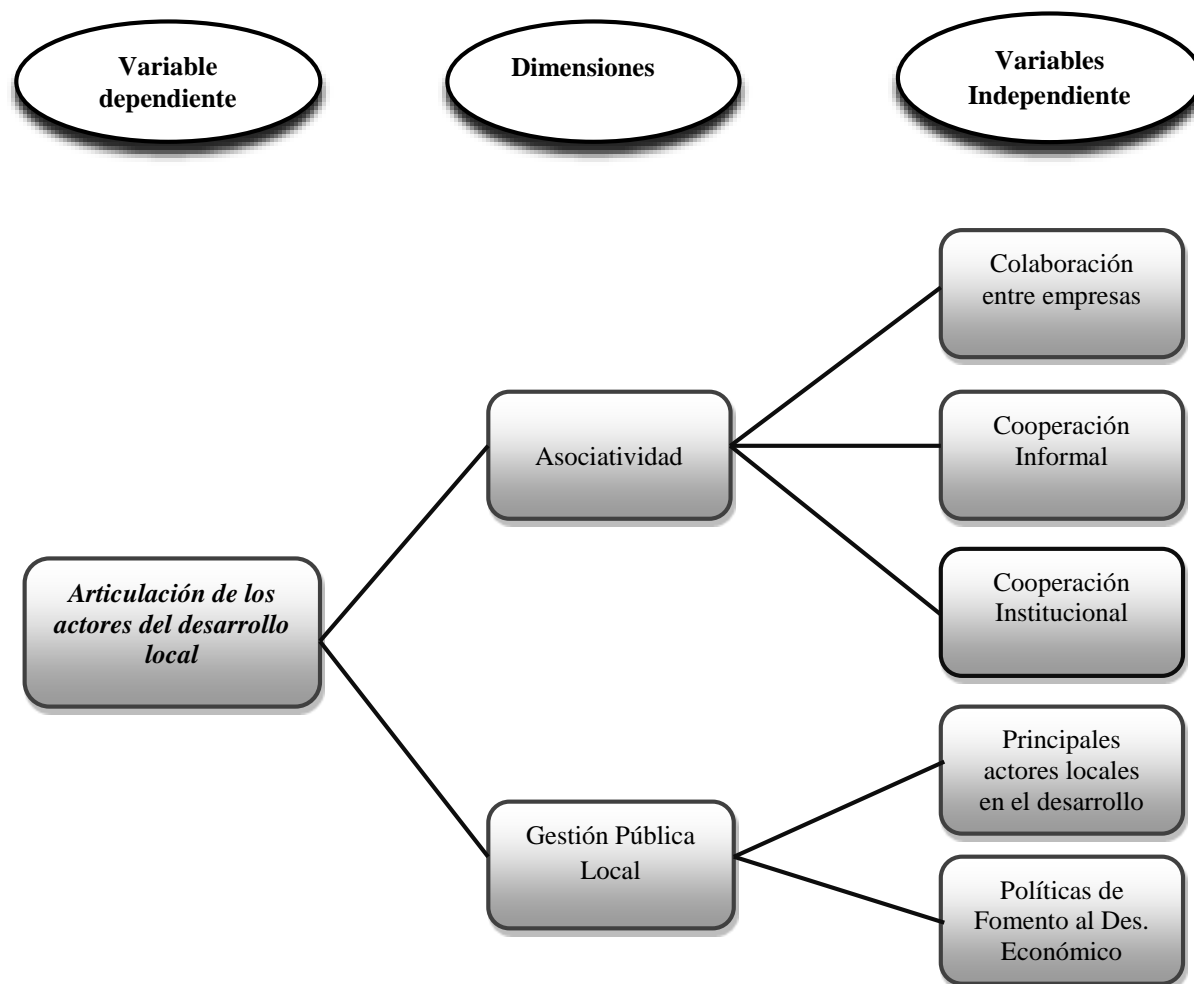 Variable
dependiente
Dimensiones
Variables
Independiente
Colaboración
entre empresas
Cooperación
Informal
Asociatividad
Cooperación
Institucional
Articulación de los
actores del desarrollo
local
Principales
actores locales
en el desarrollo
Gestión Pública
Local
Políticas de
Fomento al Des.
Económico